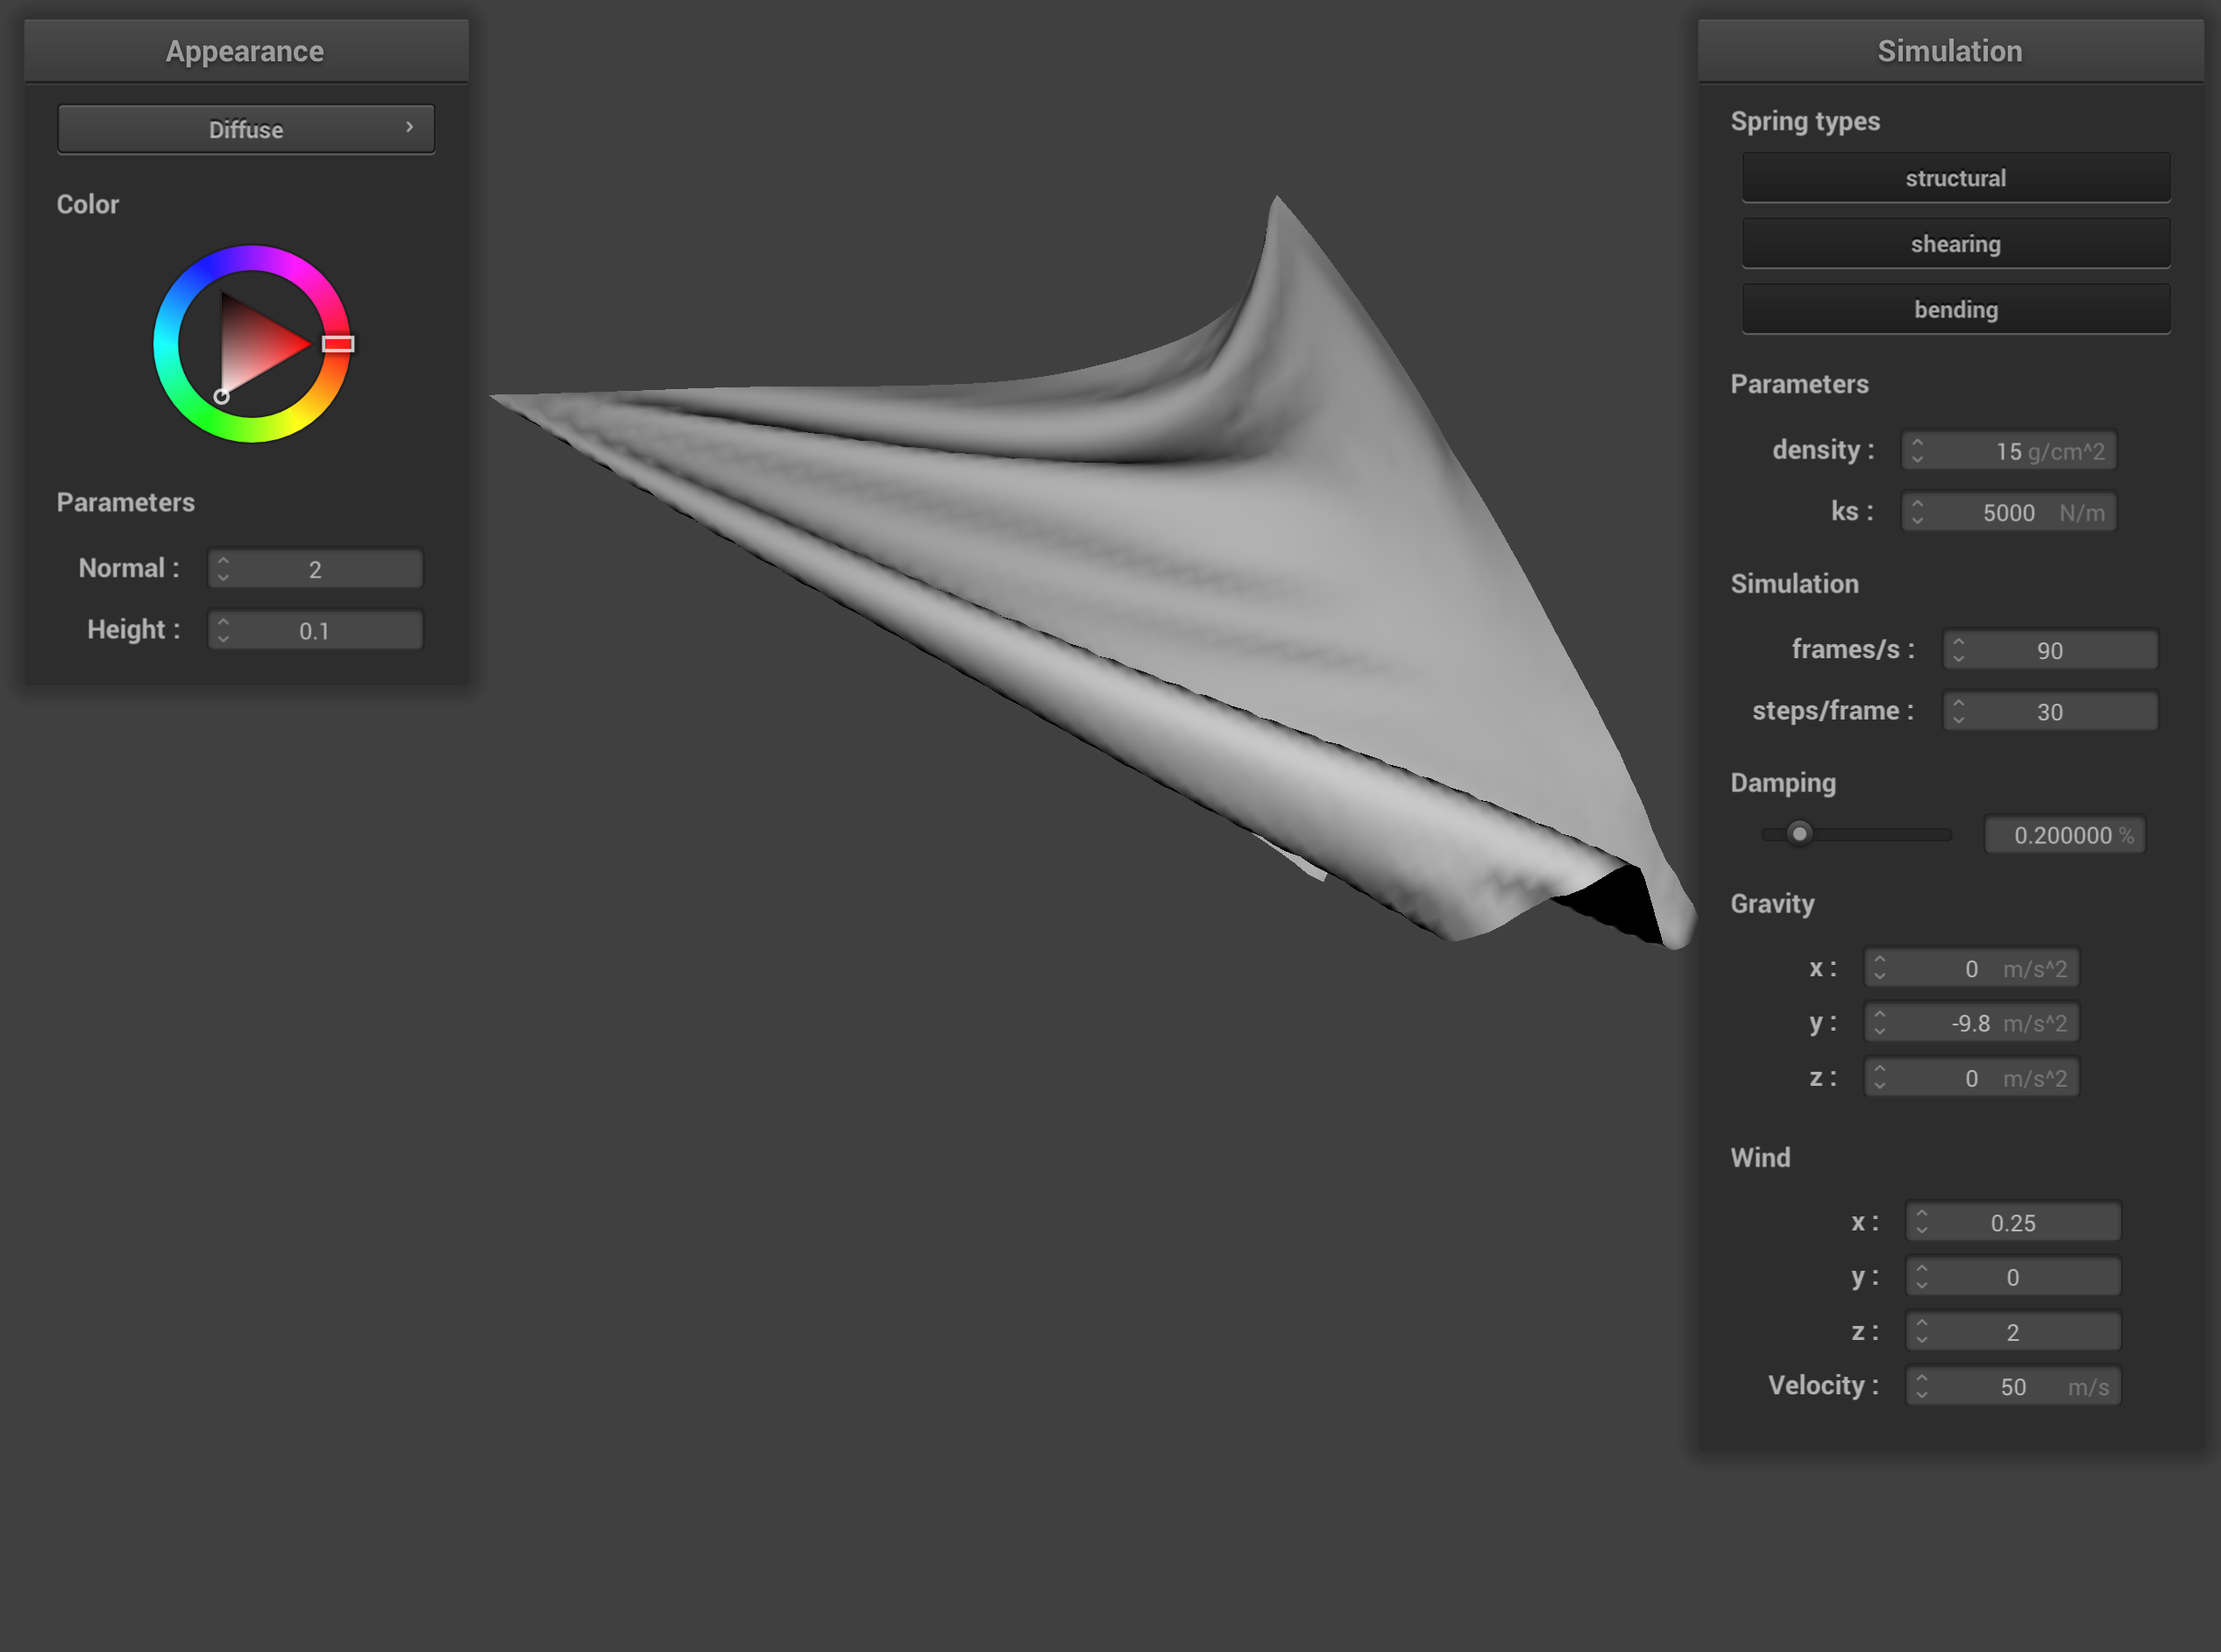 Appearance
Diffuse
Color
Parameters
Normal : 2
Height : 0.1
Simulation
Spring types
structural
shearing
bending
Parameters
density : 15 g/cm^2
ks : 5000 N/m
Simulation
frames/s : 90
steps/frame : 30
Damping
0.200000 %
Gravity
x : 0 m/s^2
y : -9.8 m/s^2
z : 0 m/s^2
Wind
x : 0.25
y : 0
z : 2
Velocity : 50 m/s